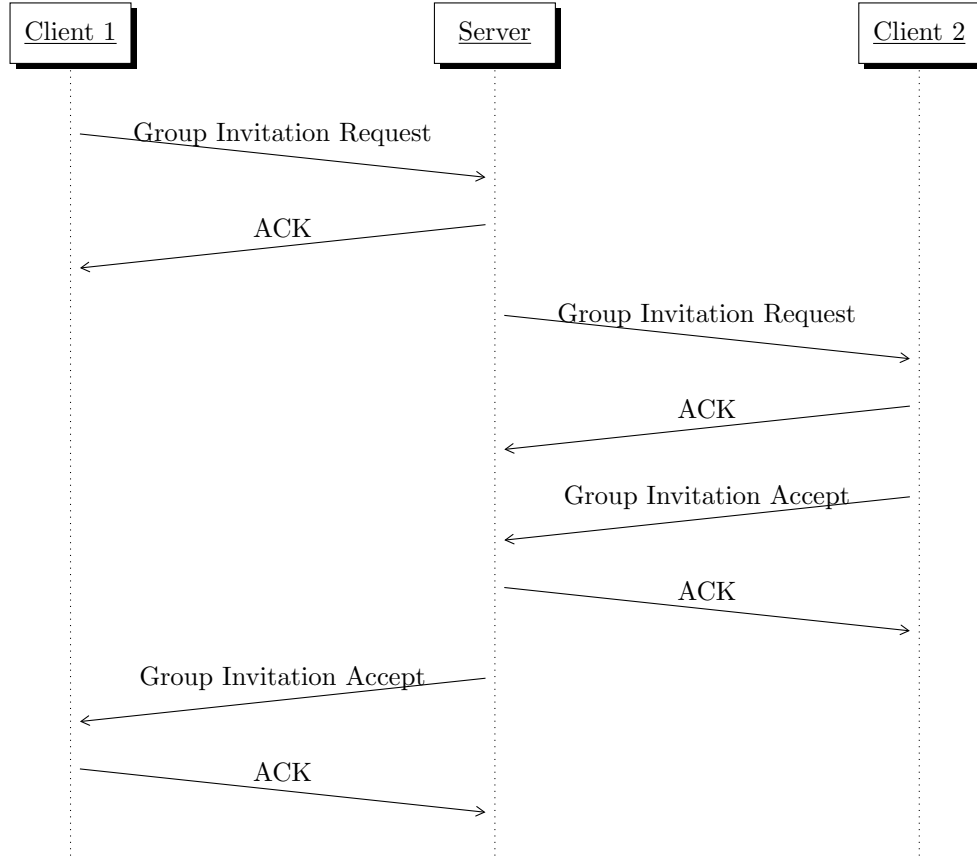 Client 1
Server
Client 2
Group Invitation Request
ACK
Group Invitation Request
ACK
Group Invitation Accept
ACK
Group Invitation Accept
ACK